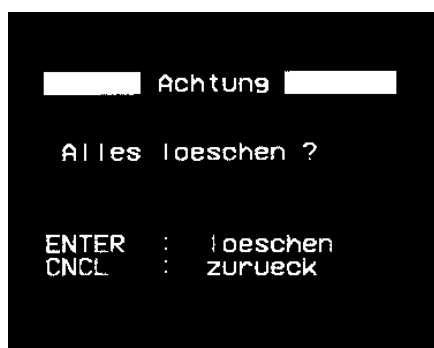 Achtung
Alles loeschen ?
ENTER : loeschen
CNCL : zurueck